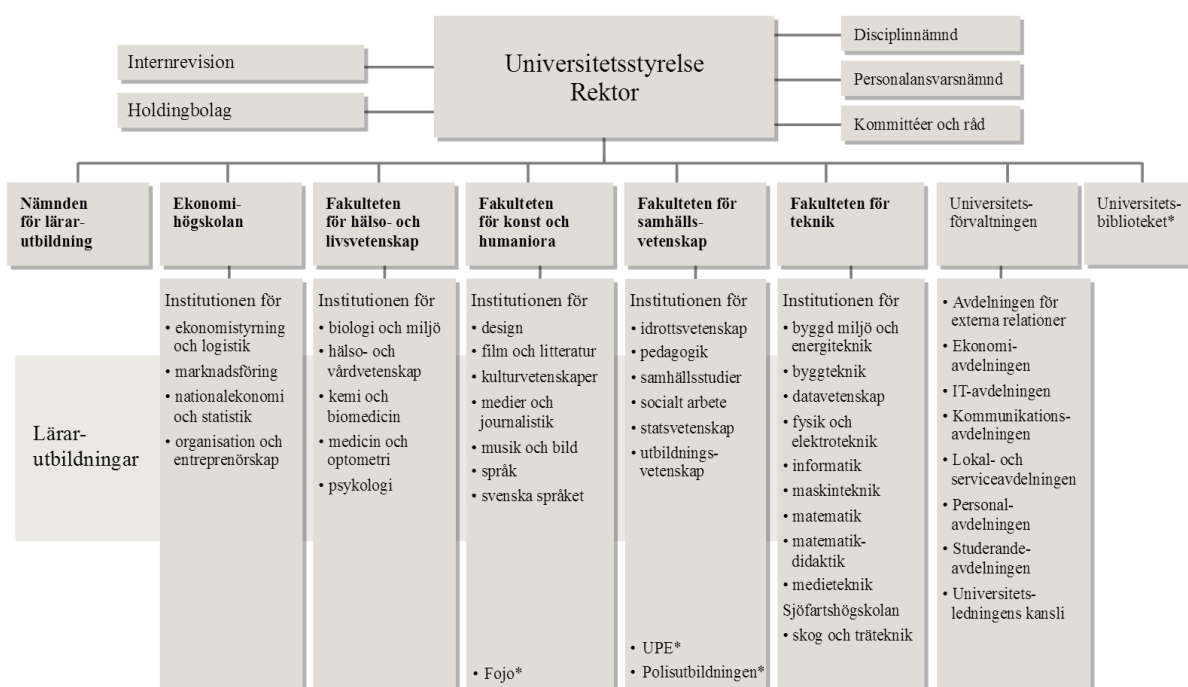 Internrevision
Holdingbolag
Universitetsstyrelse
Rektor
Disciplinnämnd
Personalansvarsnämnd
Kommittéer och råd
Nämnden
för lärar-
utbildning
Ekonomi-
högskolan
Fakulteten
för hälso- och
livsvetenskap
Fakulteten
för konst och
humaniora
Fakulteten för
samhälls-
vetenskap
Fakulteten för
teknik
Universitets-
förvaltningen
Universitets-
biblioteket*
Lärar-
utbildningar
Institutionen för
• ekonomistyrning
och logistik
• marknadsföring
• nationalekonomi
och statistik
• organisation och
entreprenörskap
Institutionen för
• biologi och miljö
• hälso- och
vårdvetenskap
• kemi och
biomedicin
• medicin och
optometri
• psykologi
Institutionen för
• design
• film och litteratur
• kulturvetenskaper
• medier och
journalistik
• musik och bild
• språk
• svenska språket
• Fojo*
Institutionen för
• idrottsvetenskap
• pedagogik
• samhällsstudier
• socialt arbete
• statsvetenskap
• utbildnings-
vetenskap
• UPE*
• Polisutbildningen*
Institutionen för
• byggd miljö och
energiteknik
• byggteknik
• datavetenskap
• fysik och
elektroteknik
• informatik
• maskinteknik
• matematik
• matematik-
didaktik
• medieteknik
Sjöfartshögskolan
• skog och träteknik
• Avdelningen för
externa relationer
• Ekonomi-
avdelningen
• IT-avdelningen
• Kommunikations-
avdelningen
• Lokal- och
serviceavdelningen
• Personal-
avdelningen
• Studerande-
avdelningen
• Universitets-
ledningens kansli